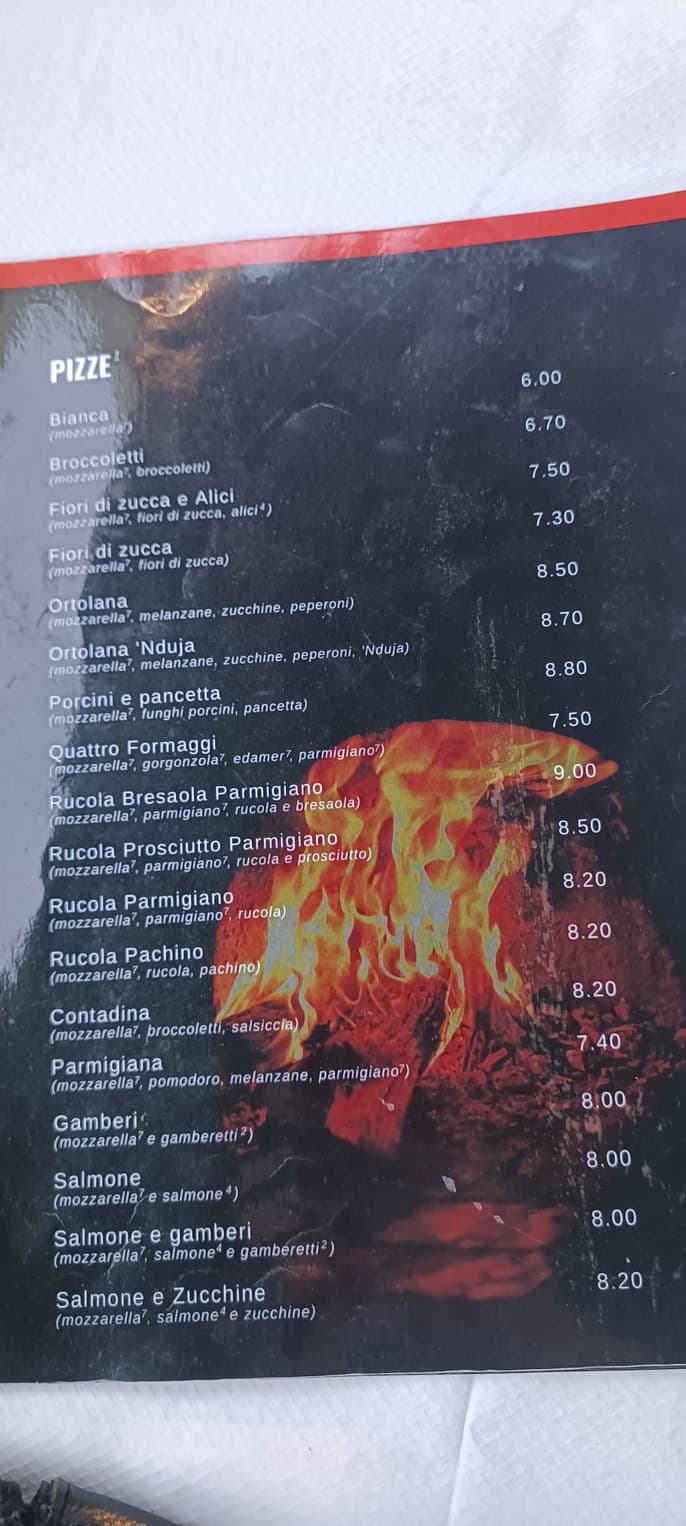 PIZZE¹
Bianca 6.00
(mozzarella⁷)
Broccoletti 6.70
(mozzarella⁷, broccoletti)
Fiori di zucca e Alici 7.50
(mozzarella⁷, fiori di zucca, alici⁴)
Fiori di zucca 7.30
(mozzarella⁷, fiori di zucca)
Ortolana 8.50
(mozzarella⁷, melanzane, zucchine, peperoni)
Ortolana 'Nduja 8.70
(mozzarella⁷, melanzane, zucchine, peperoni, 'Nduja)
Porcini e pancetta 8.80
(mozzarella⁷, funghi porcini, pancetta)
Quattro Formaggi 7.50
(mozzarella⁷, gorgonzola⁷, edamer⁷, parmigiano⁷)
Rucola Bresaola Parmigiano 9.00
(mozzarella⁷, parmigiano⁷, rucola e bresaola)
Rucola Prosciutto Parmigiano 8.50
(mozzarella⁷, parmigiano⁷, rucola e prosciutto)
Rucola Parmigiano 8.20
(mozzarella⁷, parmigiano⁷, rucola)
Rucola Pachino 8.20
(mozzarella⁷, rucola, pachino)
Contadina 8.20
(mozzarella⁷, broccoletti, salsiccia)
Parmigiana 7.40
(mozzarella⁷, pomodoro, melanzane, parmigiano⁷)
Gamberi 8.00
(mozzarella⁷ e gamberetti²)
Salmone 8.00
(mozzarella⁷ e salmone⁴)
Salmone e gamberi 8.00
(mozzarella⁷, salmone⁴ e gamberetti²)
Salmone e Zucchine 8.20
(mozzarella⁷, salmone⁴ e zucchine)